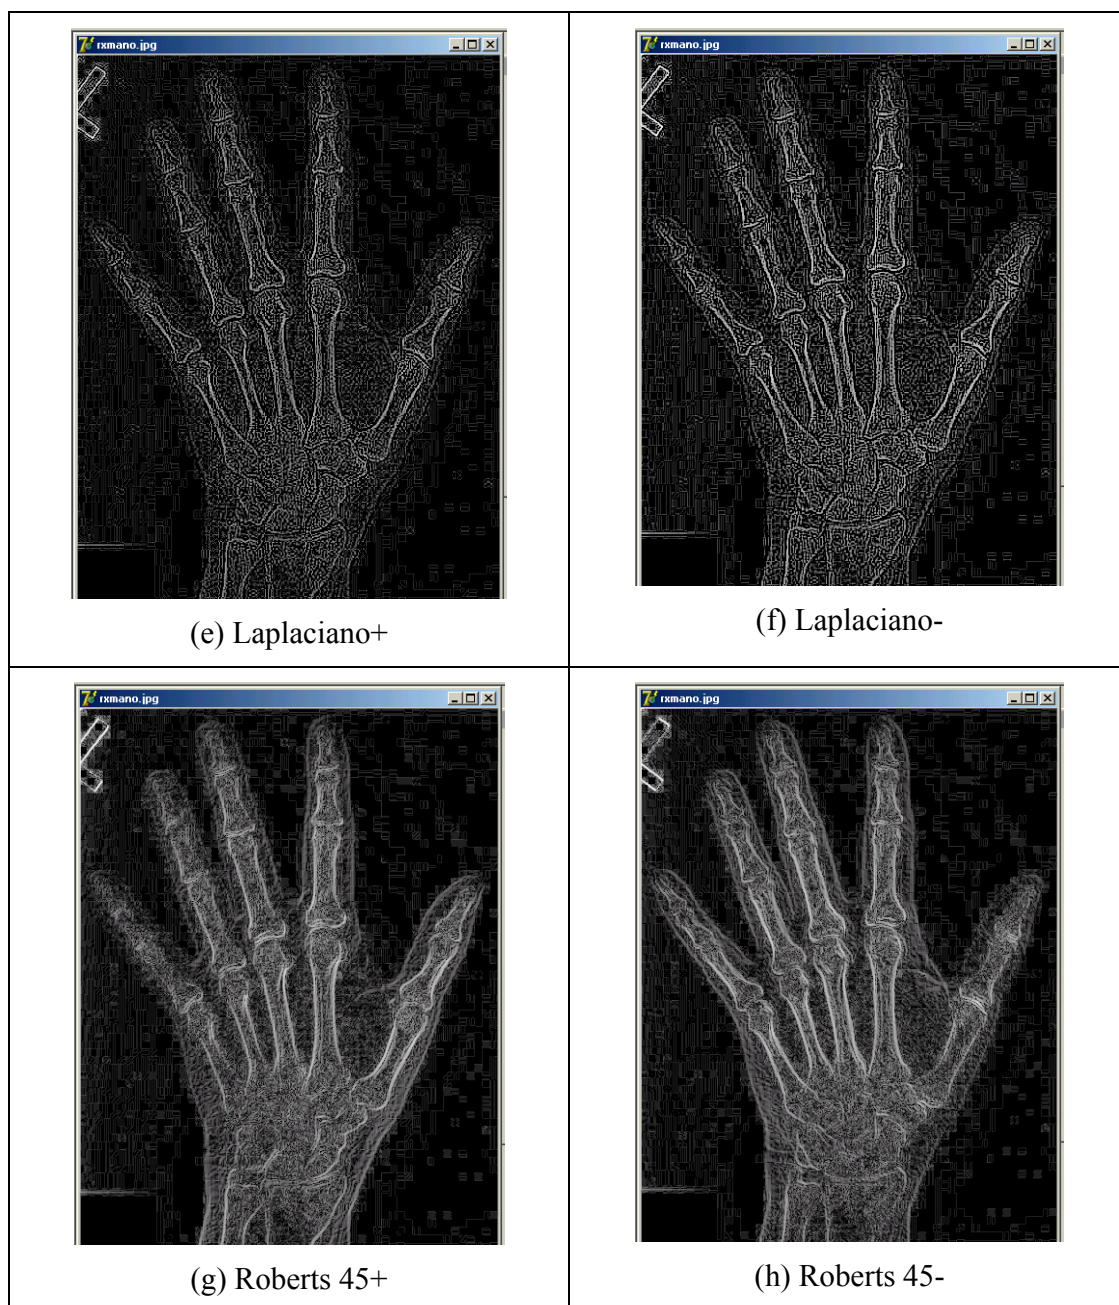 rxmano.jpg
rxmano.jpg
(e) Laplaciano+
(f) Laplaciano-
rxmano.jpg
rxmano.jpg
(g) Roberts 45+
(h) Roberts 45-